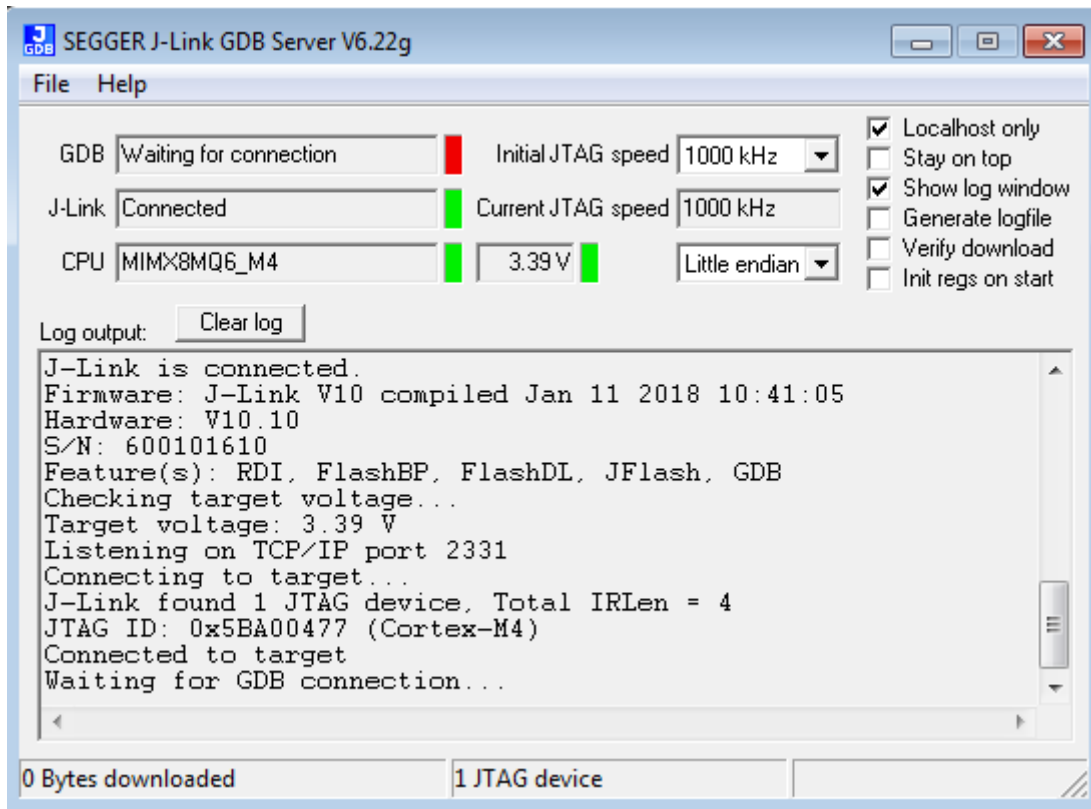 J
GDB
SEGGER J-Link GDB Server V6.22g
File Help
GDB Waiting for connection Initial JTAG speed 1000 kHz
J-Link Connected Current JTAG speed 1000 kHz
CPU MIMX8MQ6_M4 3.39 V Little endian
Localhost only
Stay on top
Show log window
Generate logfile
Verify download
Init regs on start
Log output: Clear log
J-Link is connected.
Firmware: J-Link V10 compiled Jan 11 2018 10:41:05
Hardware: V10.10
S/N: 600101610
Feature(s): RDI, FlashBP, FlashDL, JFlash, GDB
Checking target voltage...
Target voltage: 3.39 V
Listening on TCP/IP port 2331
Connecting to target...
J-Link found 1 JTAG device, Total IRLen = 4
JTAG ID: 0x5BA00477 (Cortex-M4)
Connected to target
Waiting for GDB connection...
0 Bytes downloaded 1 JTAG device